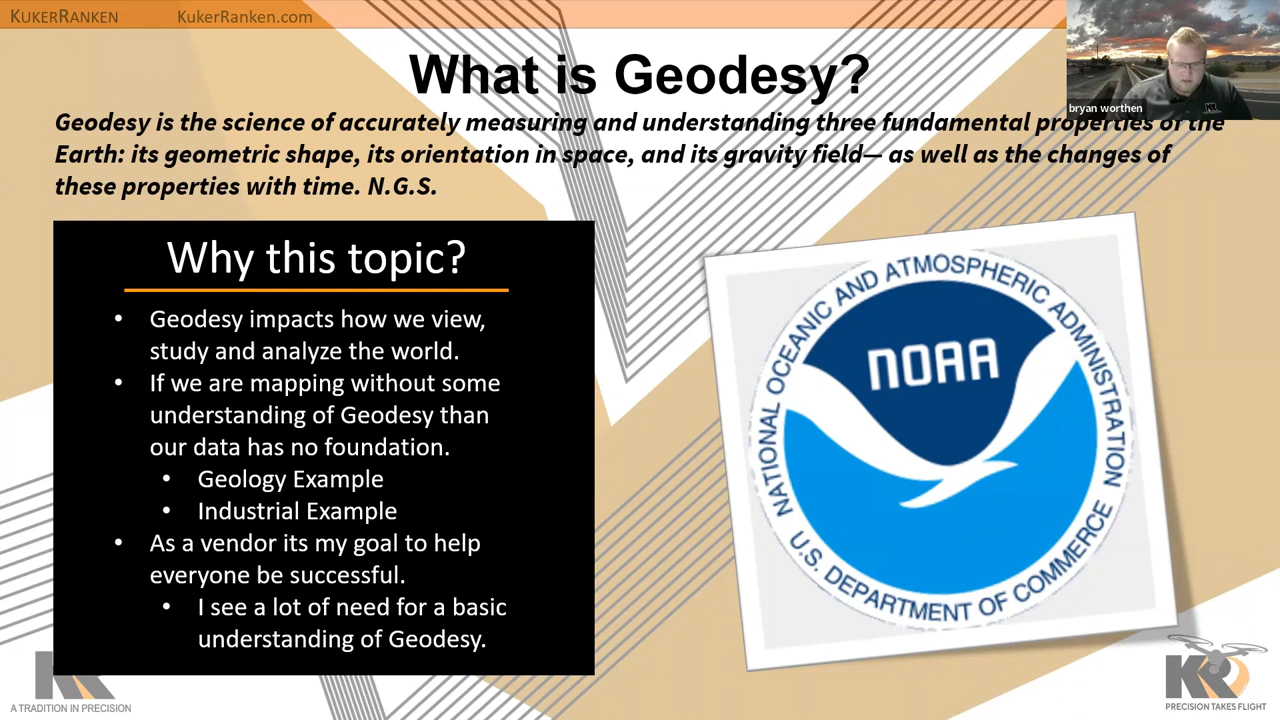 KUKERRANKEN KukerRanken.com
bryan worthen
What is Geodesy?
Geodesy is the science of accurately measuring and understanding three fundamental properties of the
Earth: its geometric shape, its orientation in space, and its gravity field— as well as the changes of
these properties with time. N.G.S.
Why this topic?
• Geodesy impacts how we view,
study and analyze the world.
• If we are mapping without some
understanding of Geodesy than
our data has no foundation.
• Geology Example
• Industrial Example
• As a vendor its my goal to help
everyone be successful.
• I see a lot of need for a basic
understanding of Geodesy.
NATIONAL OCEANIC AND ATMOSPHERIC ADMINISTRATION
NOAA
U.S. DEPARTMENT OF COMMERCE
A TRADITION IN PRECISION
KR
PRECISION TAKES FLIGHT